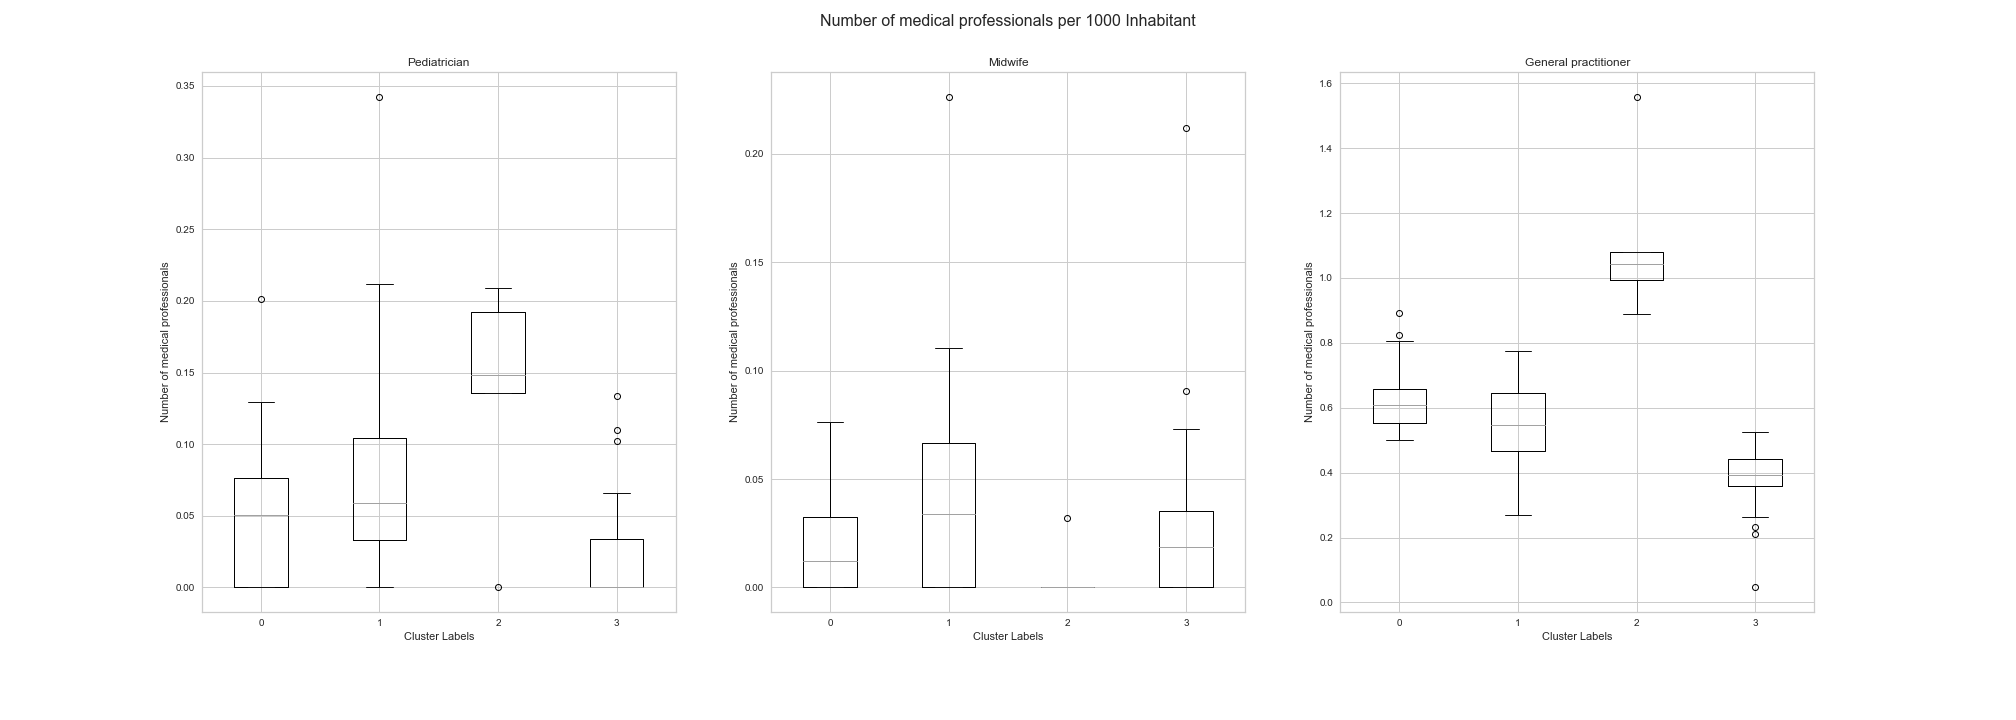 Number of medical professionals per 1000 Inhabitant
Pediatrician
0.35
0.30
0.25
0.20
0.15
0.10
0.05
0.00
Number of medical professionals
0 1 2 3
Cluster Labels
Midwife
0.20
0.15
0.10
0.05
0.00
Number of medical professionals
0 1 2 3
Cluster Labels
General practitioner
1.6
1.4
1.2
1.0
0.8
0.6
0.4
0.2
0.0
Number of medical professionals
0 1 2 3
Cluster Labels